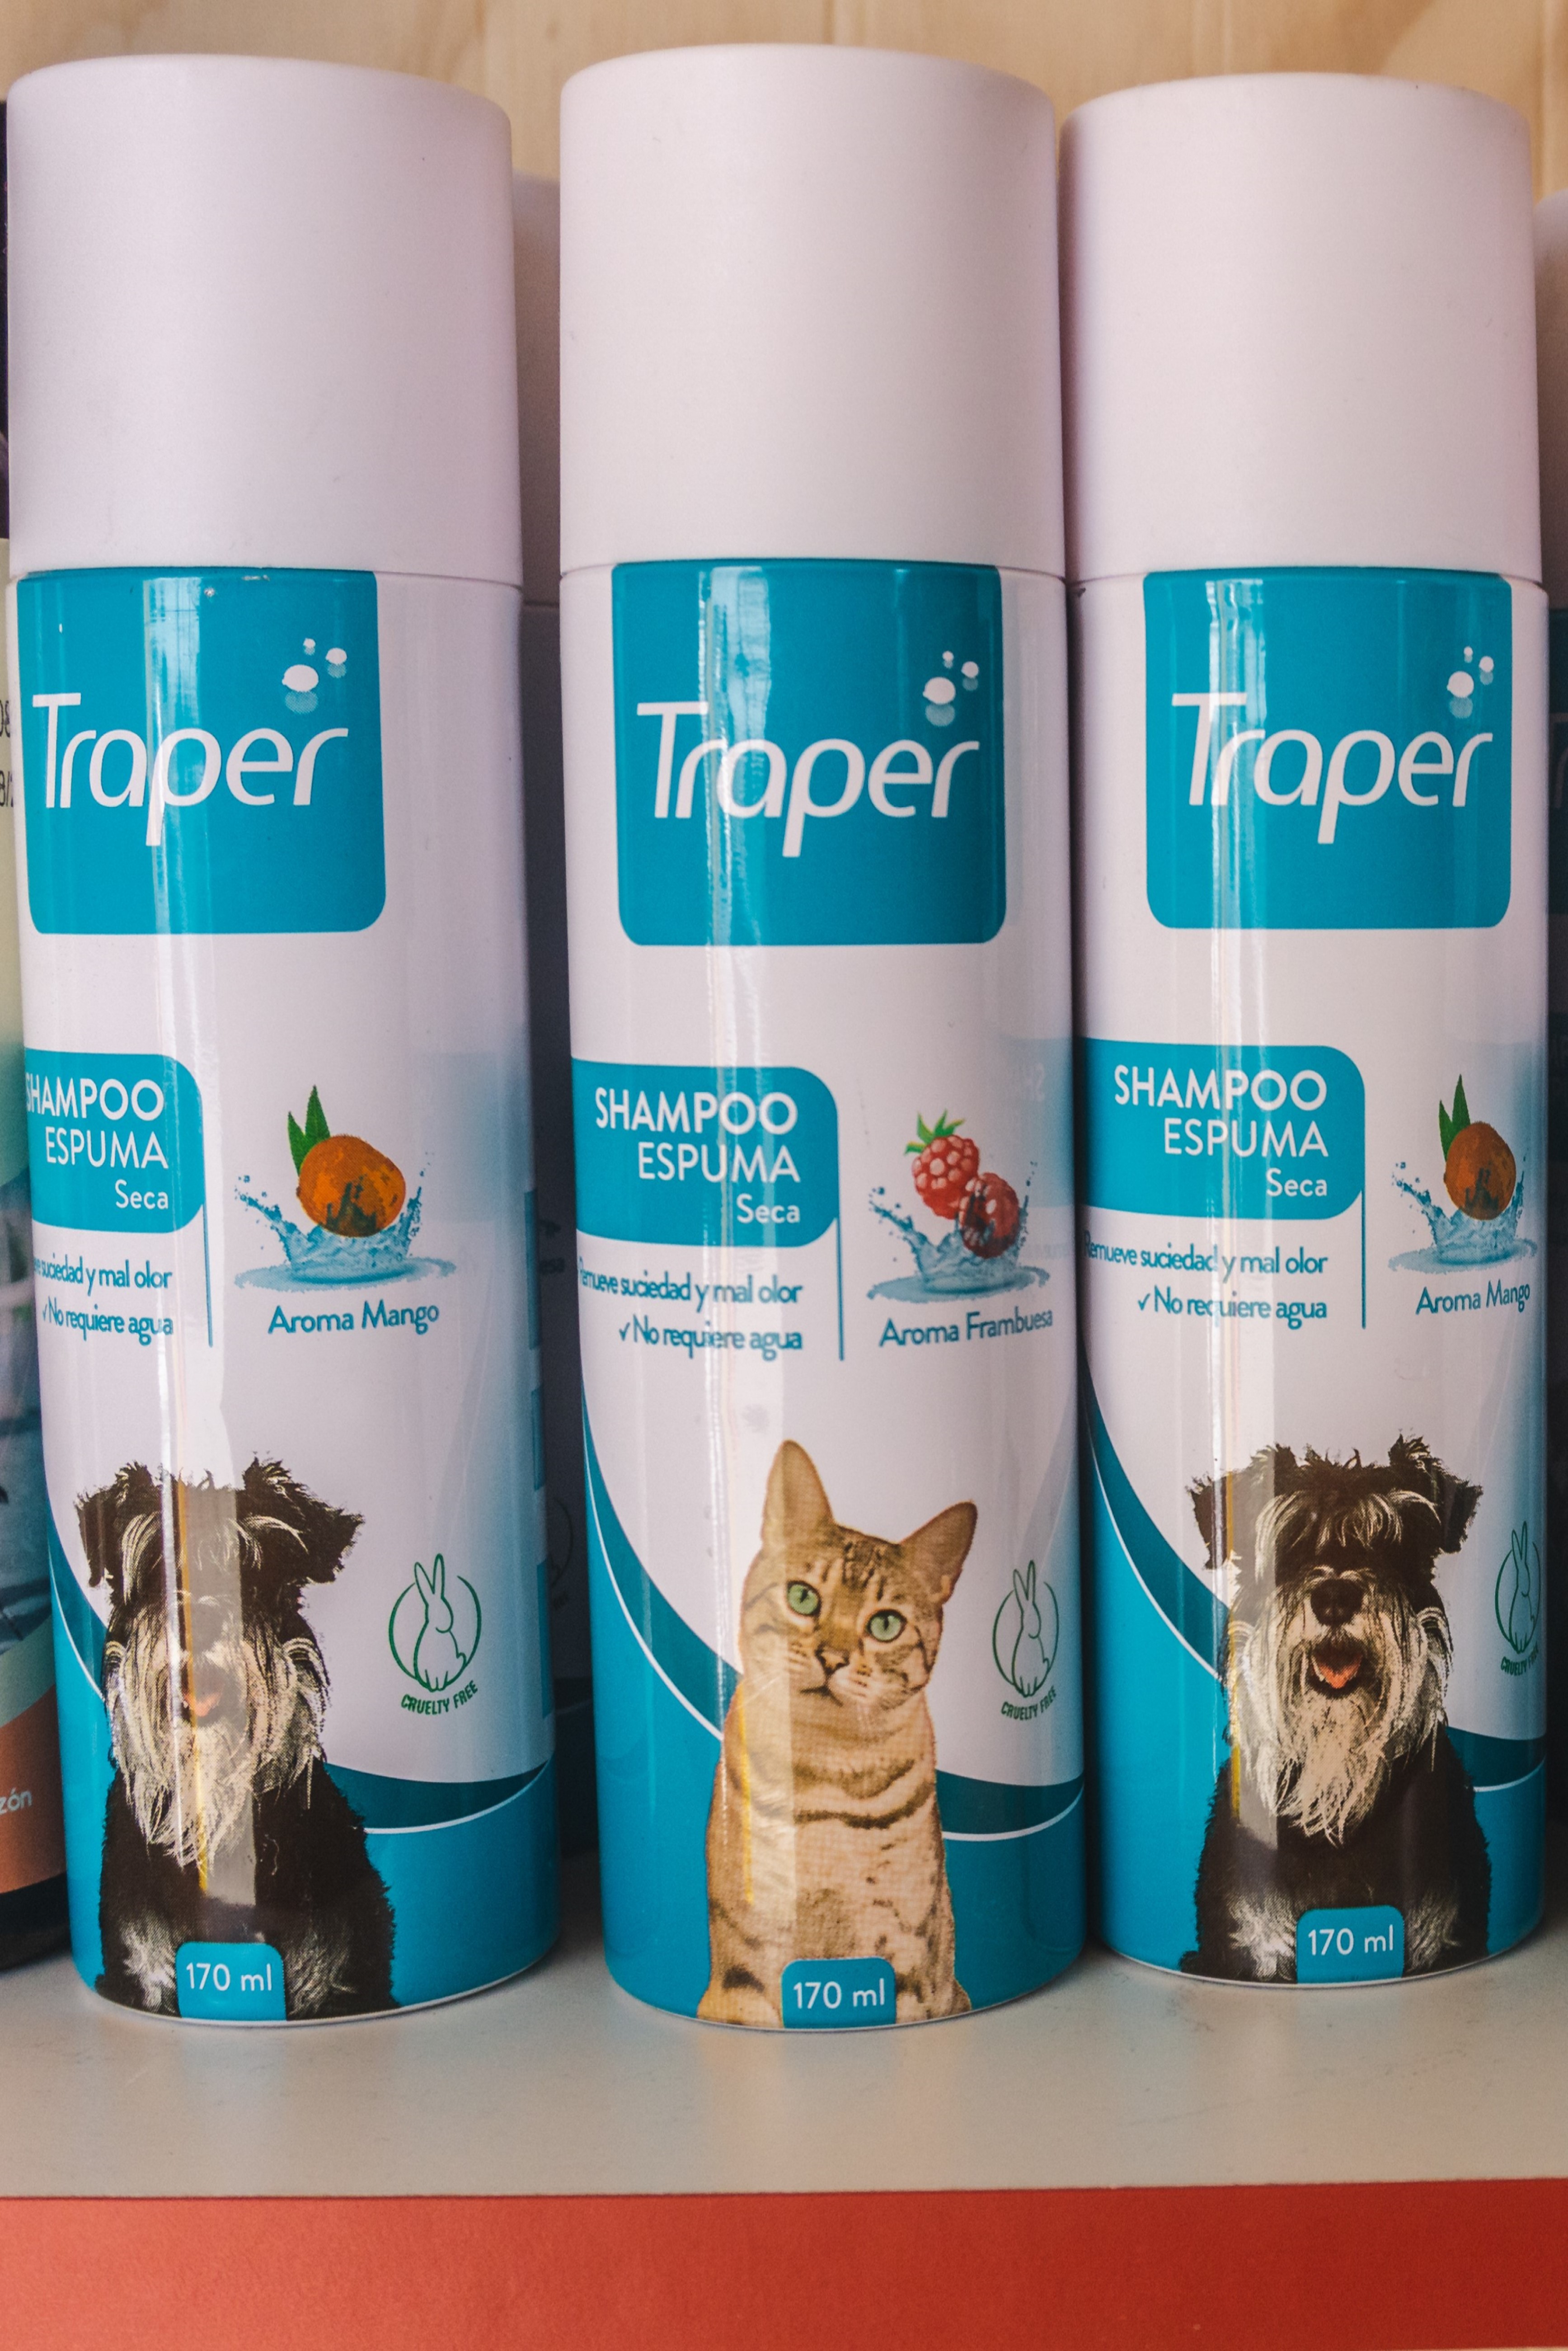 Traper
SHAMPOO
ESPUMA
Seca
suciedad y mal olor
✓No requiere agua
Aroma Mango
CRUELTY FREE
170 ml
Traper
SHAMPOO
ESPUMA
Seca
Remueve suciedad y mal olor
✓No requiere agua
Aroma Frambuesa
CRUELTY FREE
170 ml
Traper
SHAMPOO
ESPUMA
Seca
Remueve suciedad y mal olor
✓No requiere agua
Aroma Mango
CRUELTY FREE
170 ml
zón